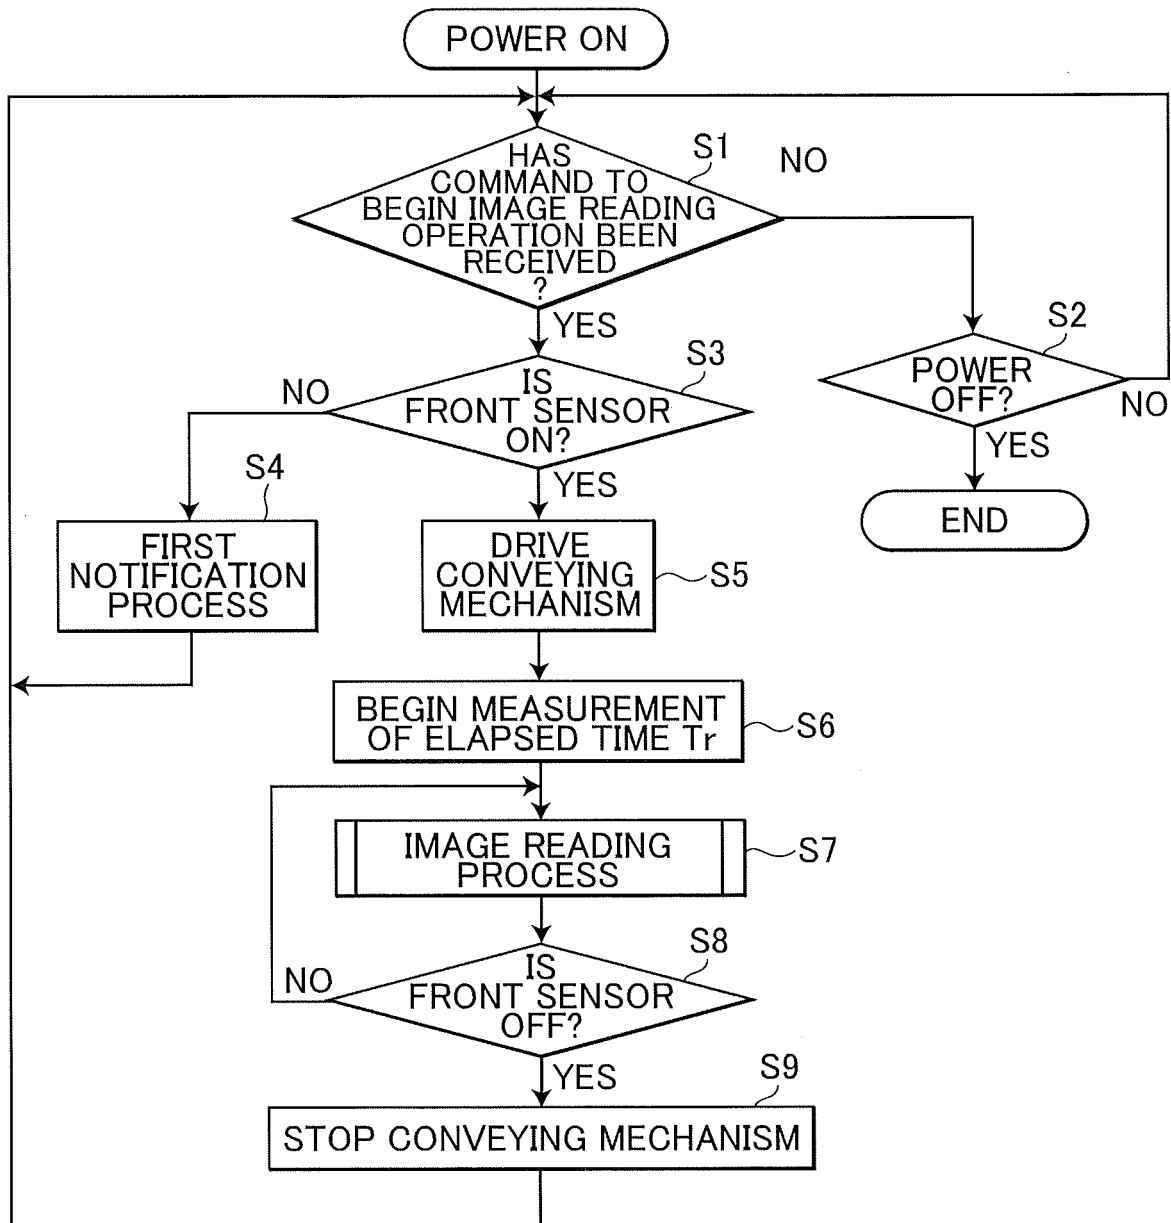 POWER ON
S1
NO
HAS
COMMAND TO
BEGIN IMAGE READING
OPERATION BEEN
RECEIVED
?
YES
S2
POWER
OFF?
NO
YES
END
S3
NO
IS
FRONT SENSOR
ON?
YES
S4
FIRST
NOTIFICATION
PROCESS
DRIVE
CONVEYING
MECHANISM
S5
BEGIN MEASUREMENT
OF ELAPSED TIME Tr
S6
IMAGE READING
PROCESS
S7
S8
NO
IS
FRONT SENSOR
OFF?
YES
S9
STOP CONVEYING MECHANISM